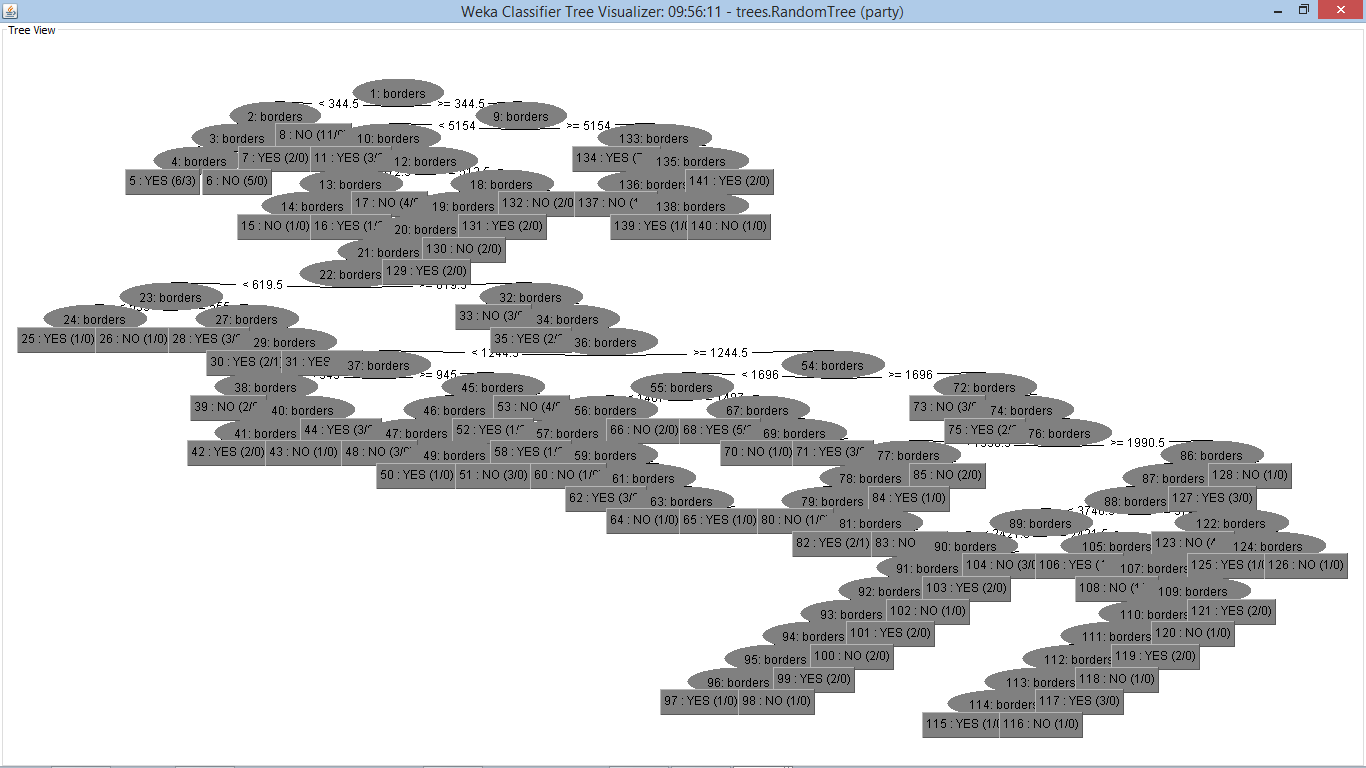 Weka Classifier Tree Visualizer: 09:56:11 - trees.RandomTree (party)
Tree View
1: borders
< 344.5 >= 344.5
2: borders 9: borders
< 5154 >= 5154
3: borders 8 : NO (11/ 10: borders 133: borders
4: borders 7 : YES (2/0) 11 : YES (3/ 12: borders 134 : YES ( 135: borders
5 : YES (6/3) 6 : NO (5/0) 13: borders 18: borders 136: borders 141 : YES (2/0)
14: borders 17 : NO (4/ 19: borders 132 : NO (2/0 137 : NO ( 138: borders
15 : NO (1/0) 16 : YES (1/ 20: borders 131 : YES (2/0) 139 : YES (1/ 140 : NO (1/0)
21: borders 130 : NO (2/0)
22: borders 129 : YES (2/0)
< 619.5 >= 619.5
23: borders 32: borders
24: borders 27: borders 33 : NO (3/ 34: borders
25 : YES (1/0) 26 : NO (1/0) 28 : YES (3/ 29: borders 35 : YES (2/ 36: borders
< 1244.5 >= 1244.5
30 : YES (2/1) 31 : YES 37: borders 54: borders
>= 945 < 1696 >= 1696
38: borders 45: borders 55: borders 72: borders
39 : NO (2/ 40: borders 46: borders 53 : NO (4/ 56: borders 67: borders 73 : NO (3/ 74: borders
41: borders 44 : YES (3/ 47: borders 52 : YES (1/ 57: borders 66 : NO (2/0) 68 : YES (5/ 69: borders 75 : YES (2/ 76: borders
>= 1990.5
42 : YES (2/0) 43 : NO (1/0) 48 : NO (3/ 49: borders 58 : YES (1/ 59: borders 70 : NO (1/0) 71 : YES (3/ 77: borders 86: borders
50 : YES (1/0) 51 : NO (3/0) 60 : NO (1/ 61: borders 78: borders 85 : NO (2/0) 87: borders 128 : NO (1/0)
62 : YES (3/ 63: borders 79: borders 84 : YES (1/0) 88: borders 127 : YES (3/0)
64 : NO (1/0) 65 : YES (1/0) 80 : NO (1/ 81: borders 89: borders 122: borders
82 : YES (2/1) 83 : NO 90: borders 105: borders 123 : NO ( 124: borders
91: borders 104 : NO (3/0 106 : YES ( 107: borders 125 : YES (1/ 126 : NO (1/0)
92: borders 103 : YES (2/0) 108 : NO ( 109: borders
93: borders 102 : NO (1/0) 110: borders 121 : YES (2/0)
94: borders 101 : YES (2/0) 111: borders 120 : NO (1/0)
95: borders 100 : NO (2/0) 112: borders 119 : YES (2/0)
96: borders 99 : YES (2/0) 113: borders 118 : NO (1/0)
97 : YES (1/0) 98 : NO (1/0) 114: borders 117 : YES (3/0)
115 : YES (1/ 116 : NO (1/0)